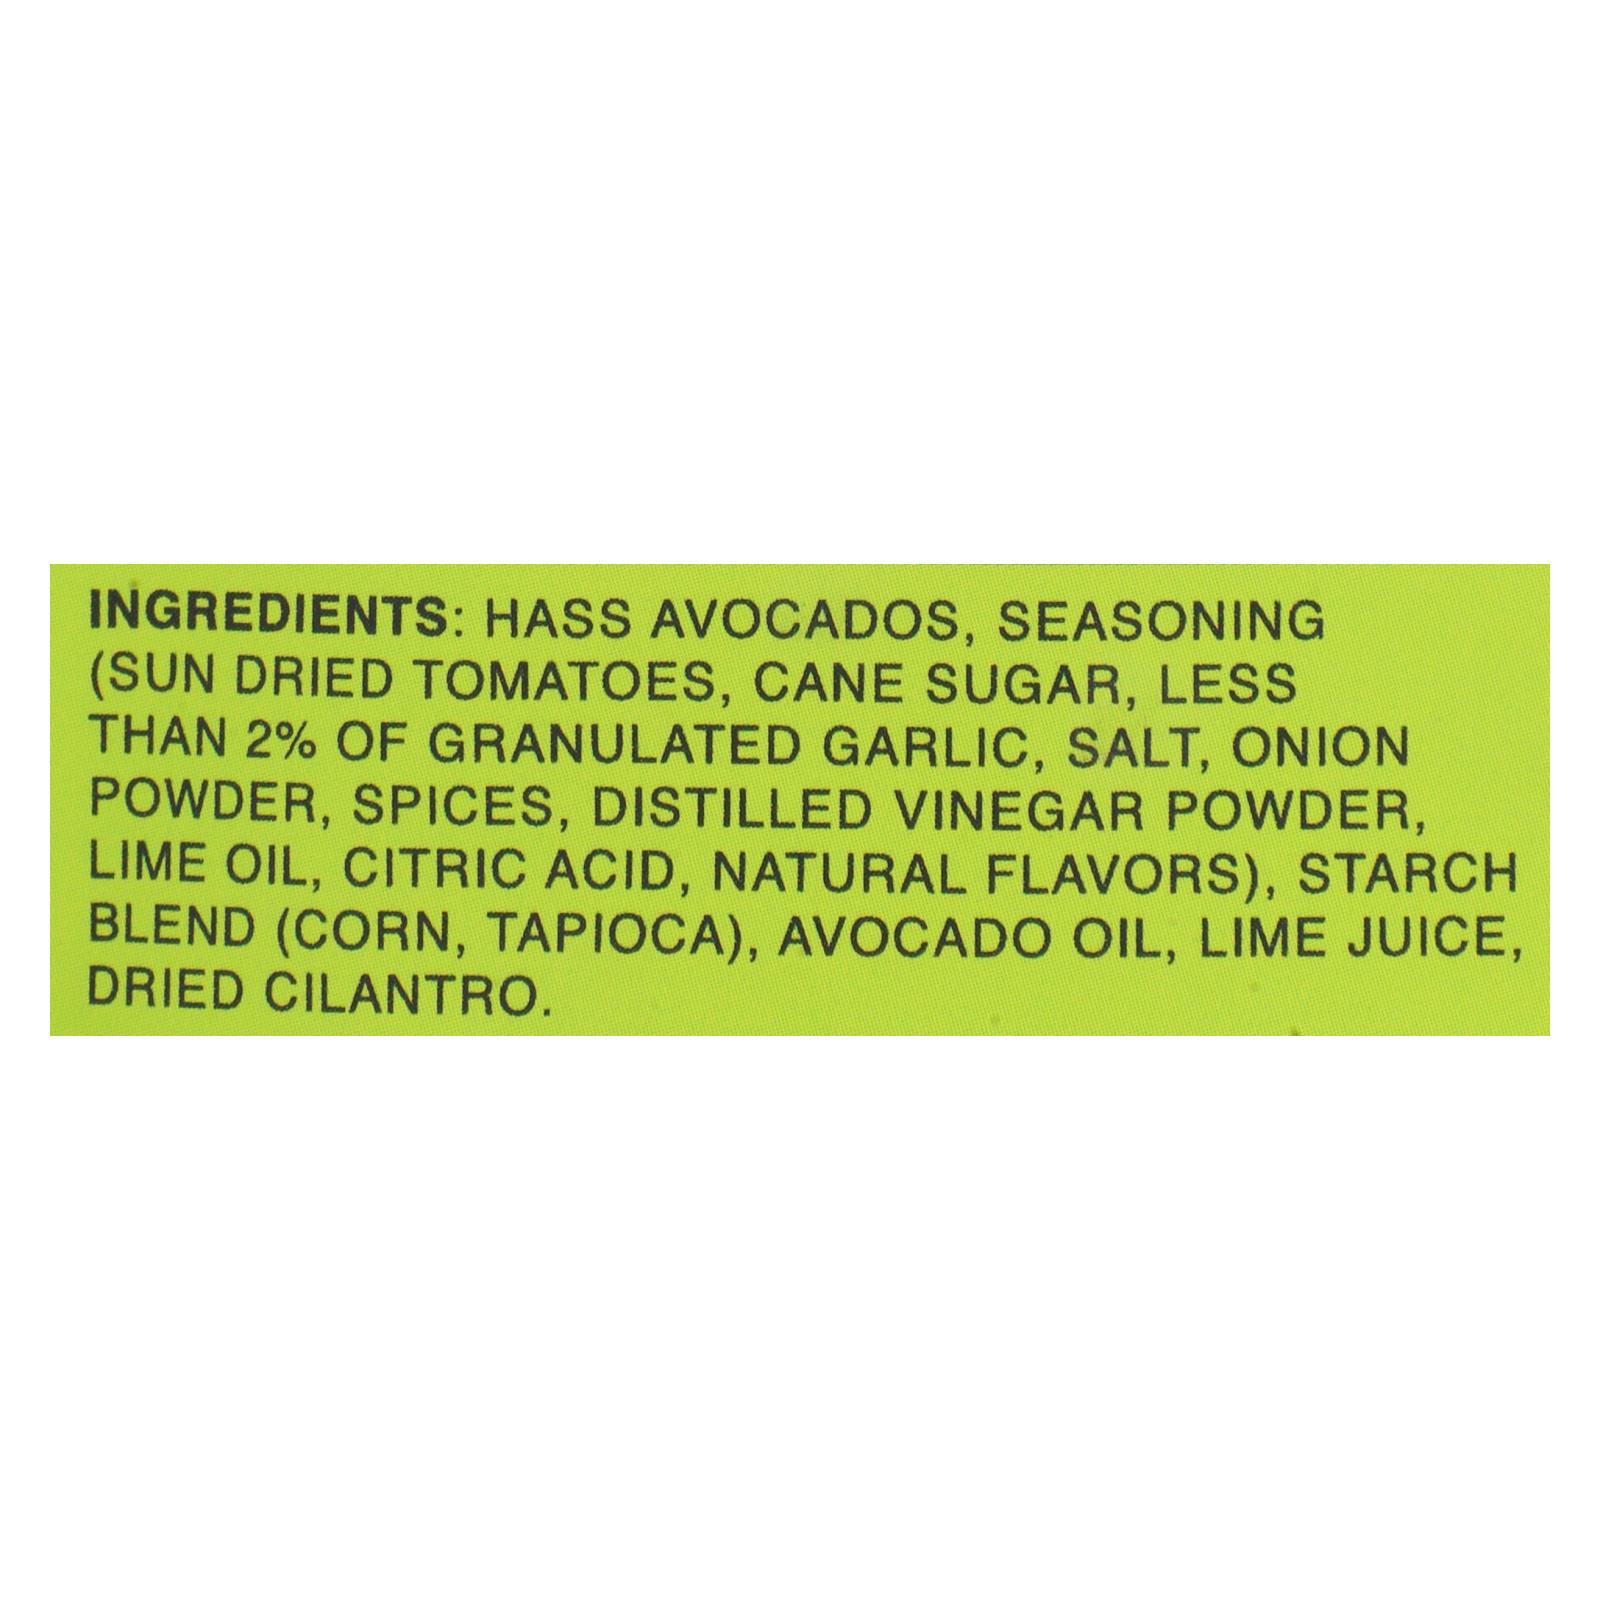 INGREDIENTS: HASS AVOCADOS, SEASONING
(SUN DRIED TOMATOES, CANE SUGAR, LESS
THAN 2% OF GRANULATED GARLIC, SALT, ONION
POWDER, SPICES, DISTILLED VINEGAR POWDER,
LIME OIL, CITRIC ACID, NATURAL FLAVORS), STARCH
BLEND (CORN, TAPIOCA), AVOCADO OIL, LIME JUICE,
DRIED CILANTRO.